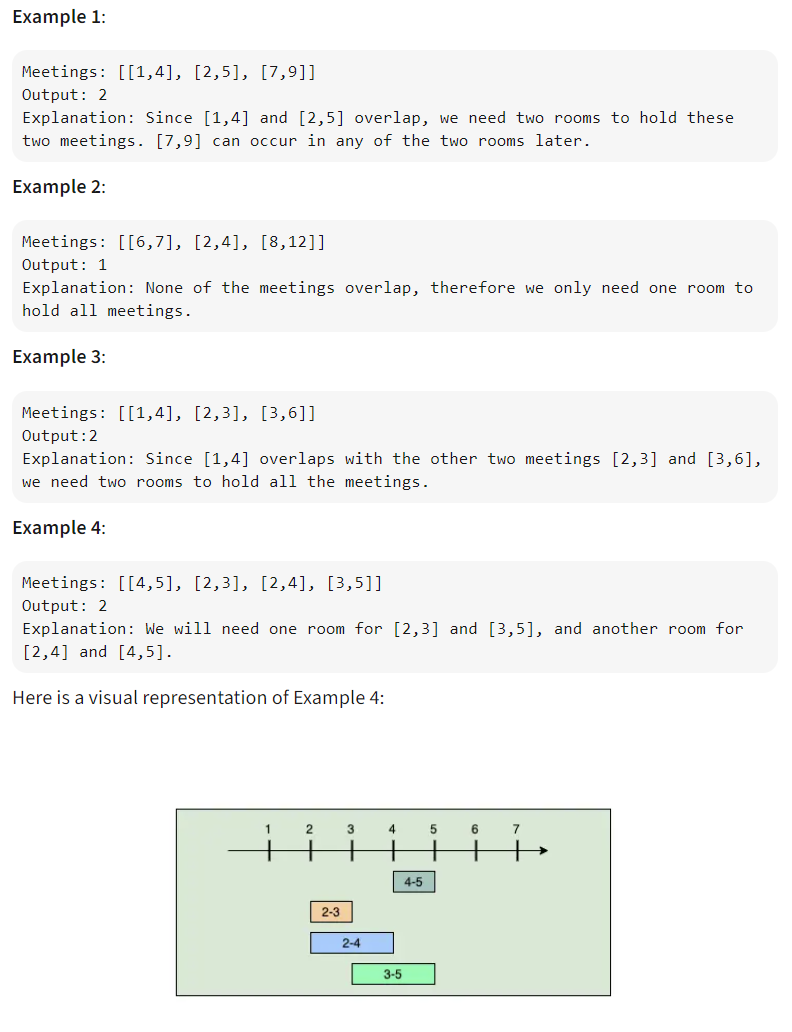 Example 1:
Meetings: [[1,4], [2,5], [7,9]]
Output: 2
Explanation: Since [1,4] and [2,5] overlap, we need two rooms to hold these
two meetings. [7,9] can occur in any of the two rooms later.
Example 2:
Meetings: [[6,7], [2,4], [8,12]]
Output: 1
Explanation: None of the meetings overlap, therefore we only need one room to
hold all meetings.
Example 3:
Meetings: [[1,4], [2,3], [3,6]]
Output:2
Explanation: Since [1,4] overlaps with the other two meetings [2,3] and [3,6],
we need two rooms to hold all the meetings.
Example 4:
Meetings: [[4,5], [2,3], [2,4], [3,5]]
Output: 2
Explanation: We will need one room for [2,3] and [3,5], and another room for
[2,4] and [4,5].
Here is a visual representation of Example 4:
1 2 3 4 5 6 7
4-5
2-3
2-4
3-5